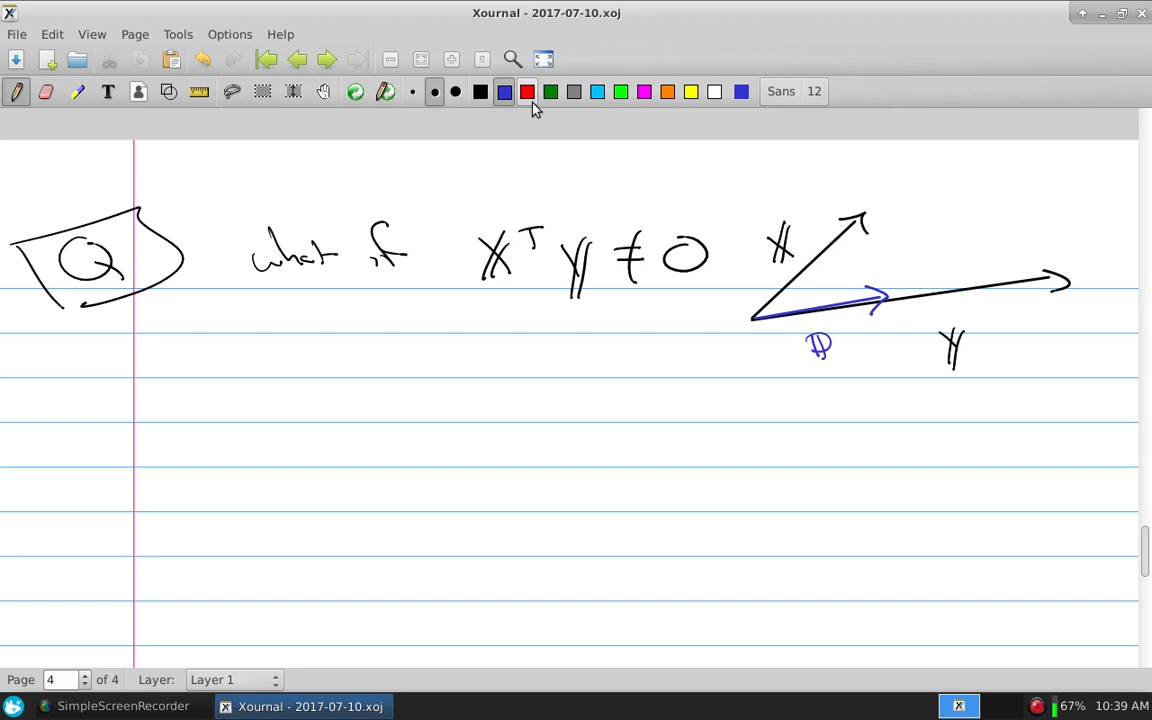 Xournal - 2017-07-10.xoj
File Edit View Page Tools Options Help
Sans 12
Q what if X^T Y ≠ 0 X
P Y
Page 4 of 4 Layer: Layer 1
SimpleScreenRecorder Xournal - 2017-07-10.xoj 67% 10:39 AM